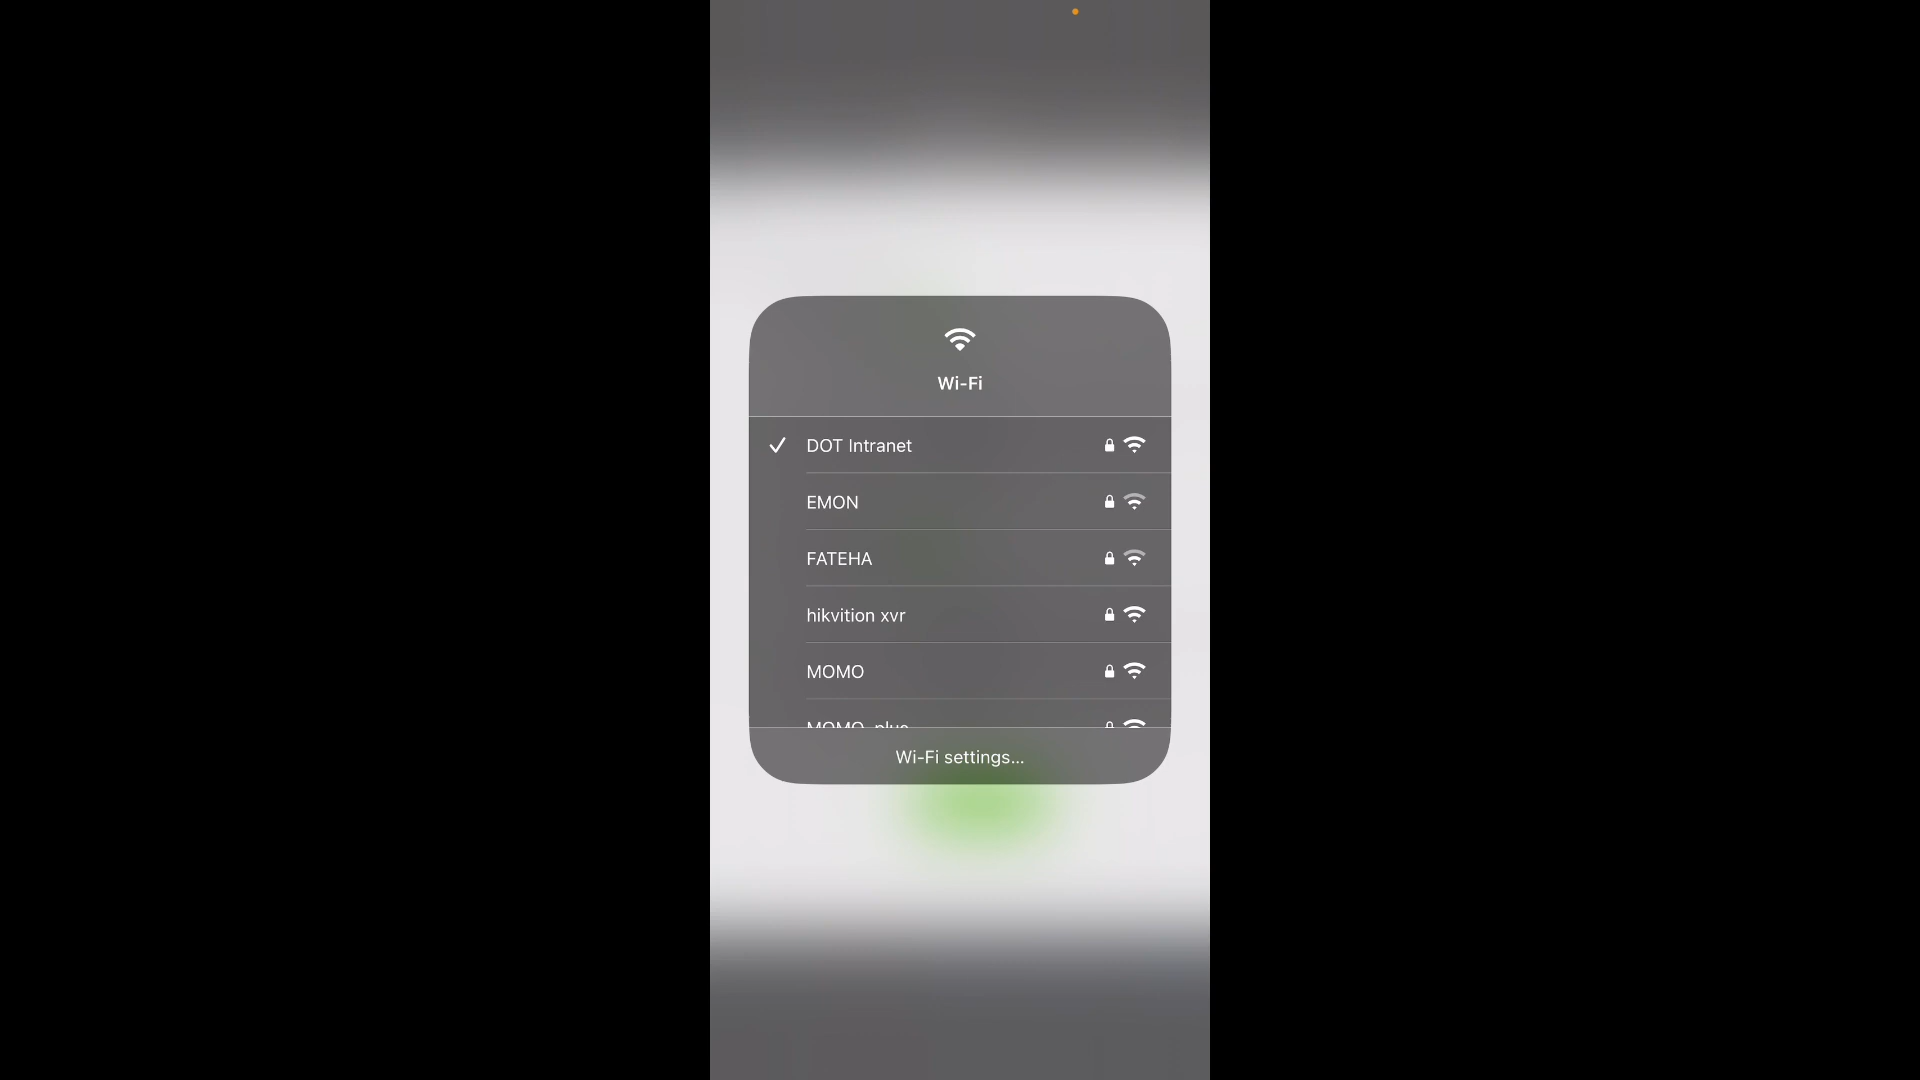 Wi-Fi
DOT Intranet
EMON
FATEHA
hikvition xvr
MOMO
Wi-Fi settings...